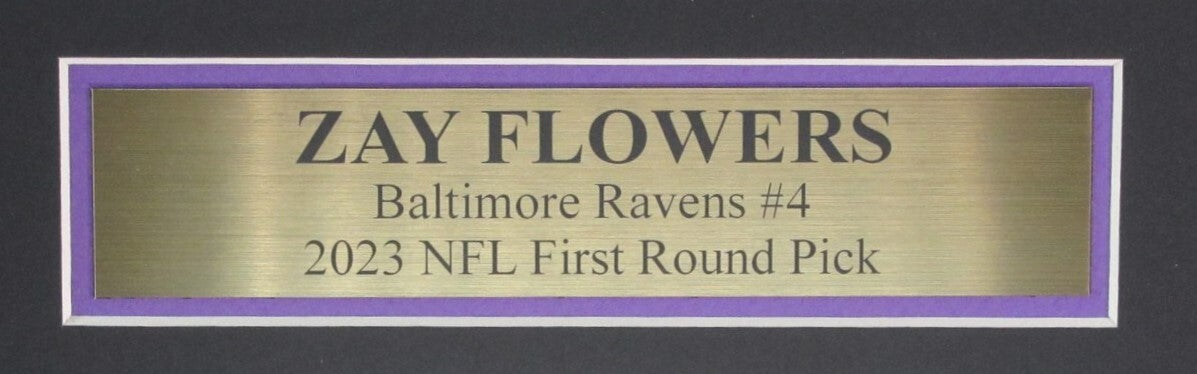 ZAY FLOWERS
Baltimore Ravens #4
2023 NFL First Round Pick